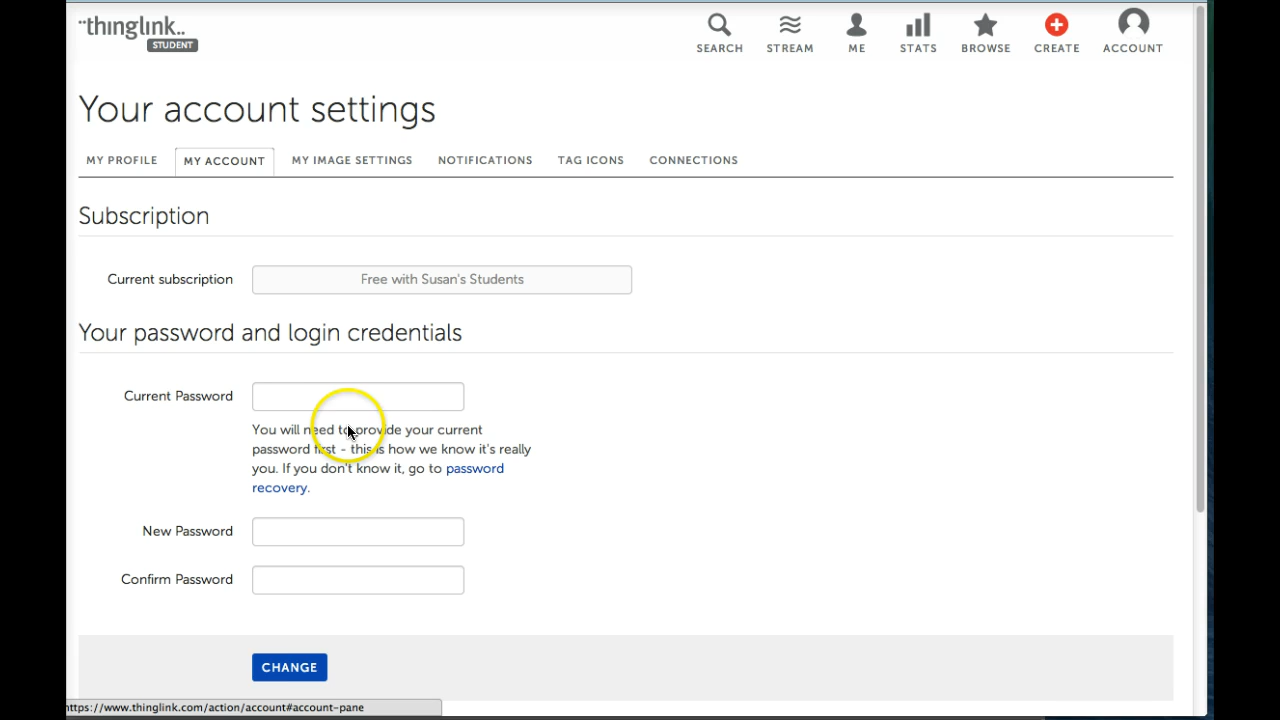 ¨thinglink..
STUDENT
SEARCH STREAM ME STATS BROWSE CREATE ACCOUNT
Your account settings
MY PROFILE MY ACCOUNT MY IMAGE SETTINGS NOTIFICATIONS TAG ICONS CONNECTIONS
Subscription
Current subscription Free with Susan's Students
Your password and login credentials
Current Password
You will need to provide your current
password first - this is how we know it's really
you. If you don't know it, go to password
recovery.
New Password
Confirm Password
CHANGE
https://www.thinglink.com/action/account#account-pane